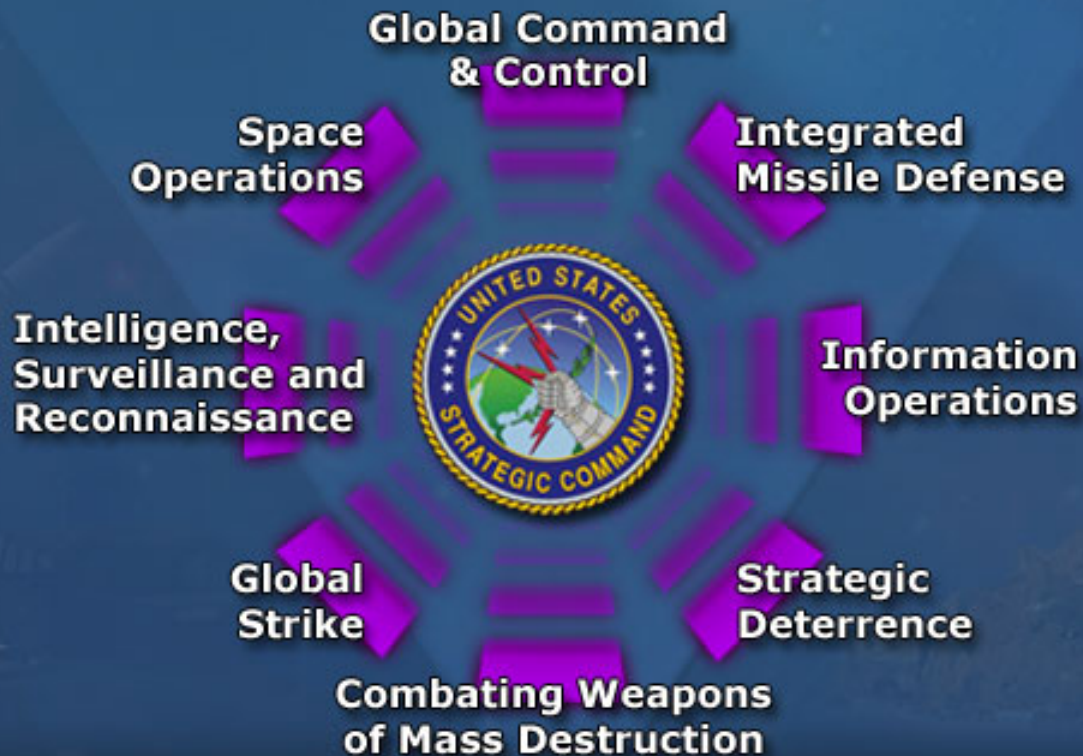 Global Command
& Control
Space
Operations
Integrated
Missile Defense
Intelligence,
Surveillance and
Reconnaissance
UNITED STATES
STRATEGIC COMMAND
Information
Operations
Global
Strike
Strategic
Deterrence
Combating Weapons
of Mass Destruction